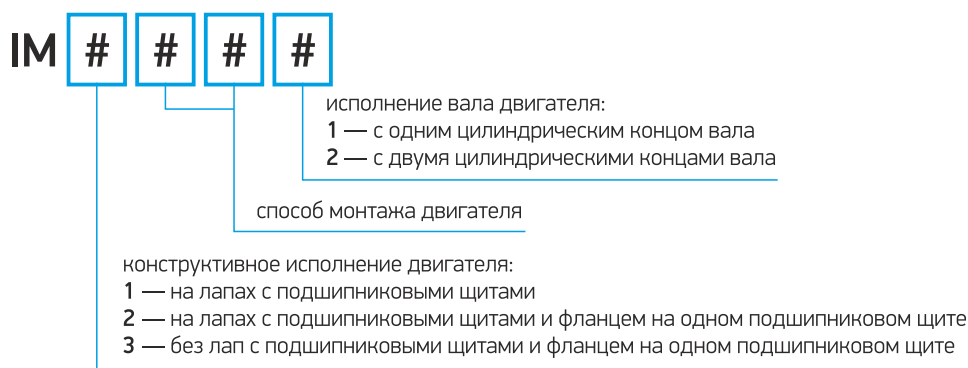 IM # # # #
исполнение вала двигателя:
1 — с одним цилиндрическим концом вала
2 — с двумя цилиндрическими концами вала
способ монтажа двигателя
конструктивное исполнение двигателя:
1 — на лапах с подшипниковыми щитами
2 — на лапах с подшипниковыми щитами и фланцем на одном подшипниковом щите
3 — без лап с подшипниковыми щитами и фланцем на одном подшипниковом щите